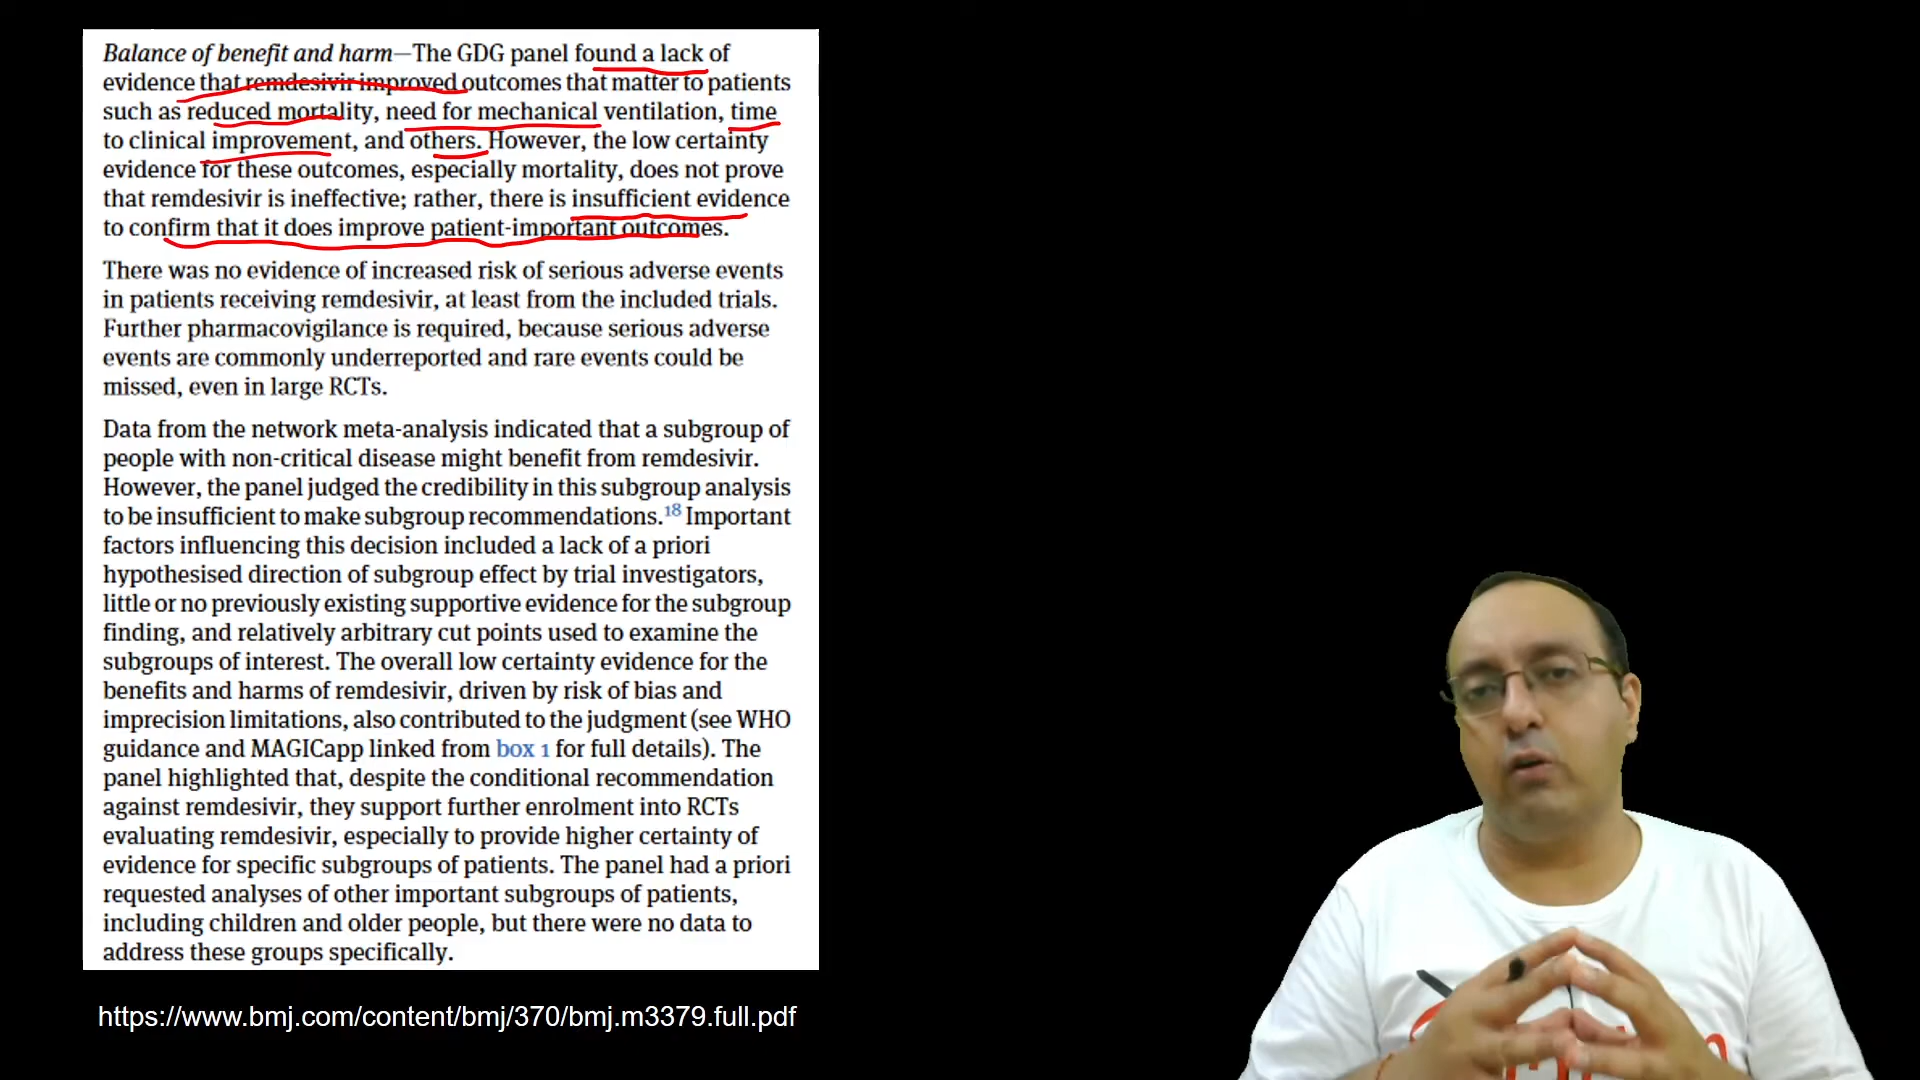 Balance of benefit and harm—The GDG panel found a lack of
evidence that remdesivir improved outcomes that matter to patients
such as reduced mortality, need for mechanical ventilation, time
to clinical improvement, and others. However, the low certainty
evidence for these outcomes, especially mortality, does not prove
that remdesivir is ineffective; rather, there is insufficient evidence
to confirm that it does improve patient-important outcomes.
There was no evidence of increased risk of serious adverse events
in patients receiving remdesivir, at least from the included trials.
Further pharmacovigilance is required, because serious adverse
events are commonly underreported and rare events could be
missed, even in large RCTs.
Data from the network meta-analysis indicated that a subgroup of
people with non-critical disease might benefit from remdesivir.
However, the panel judged the credibility in this subgroup analysis
to be insufficient to make subgroup recommendations.18 Important
factors influencing this decision included a lack of a priori
hypothesised direction of subgroup effect by trial investigators,
little or no previously existing supportive evidence for the subgroup
finding, and relatively arbitrary cut points used to examine the
subgroups of interest. The overall low certainty evidence for the
benefits and harms of remdesivir, driven by risk of bias and
imprecision limitations, also contributed to the judgment (see WHO
guidance and MAGICapp linked from box 1 for full details). The
panel highlighted that, despite the conditional recommendation
against remdesivir, they support further enrolment into RCTs
evaluating remdesivir, especially to provide higher certainty of
evidence for specific subgroups of patients. The panel had a priori
requested analyses of other important subgroups of patients,
including children and older people, but there were no data to
address these groups specifically.
https://www.bmj.com/content/bmj/370/bmj.m3379.full.pdf